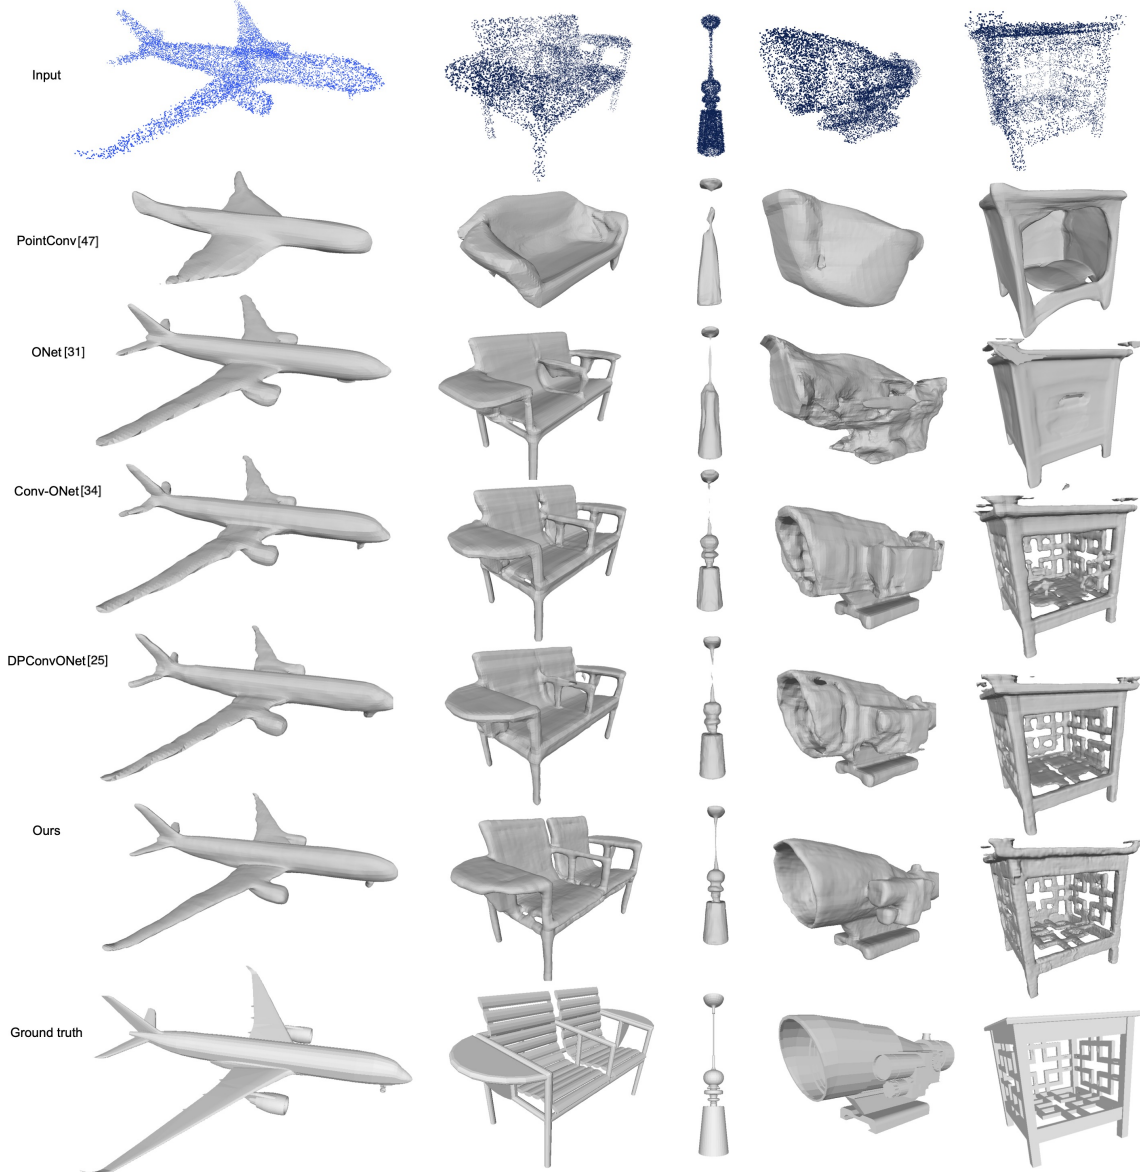 Input
PointConv[47]
ONet[31]
Conv-ONet[34]
DPConvONet[25]
Ours
Ground truth